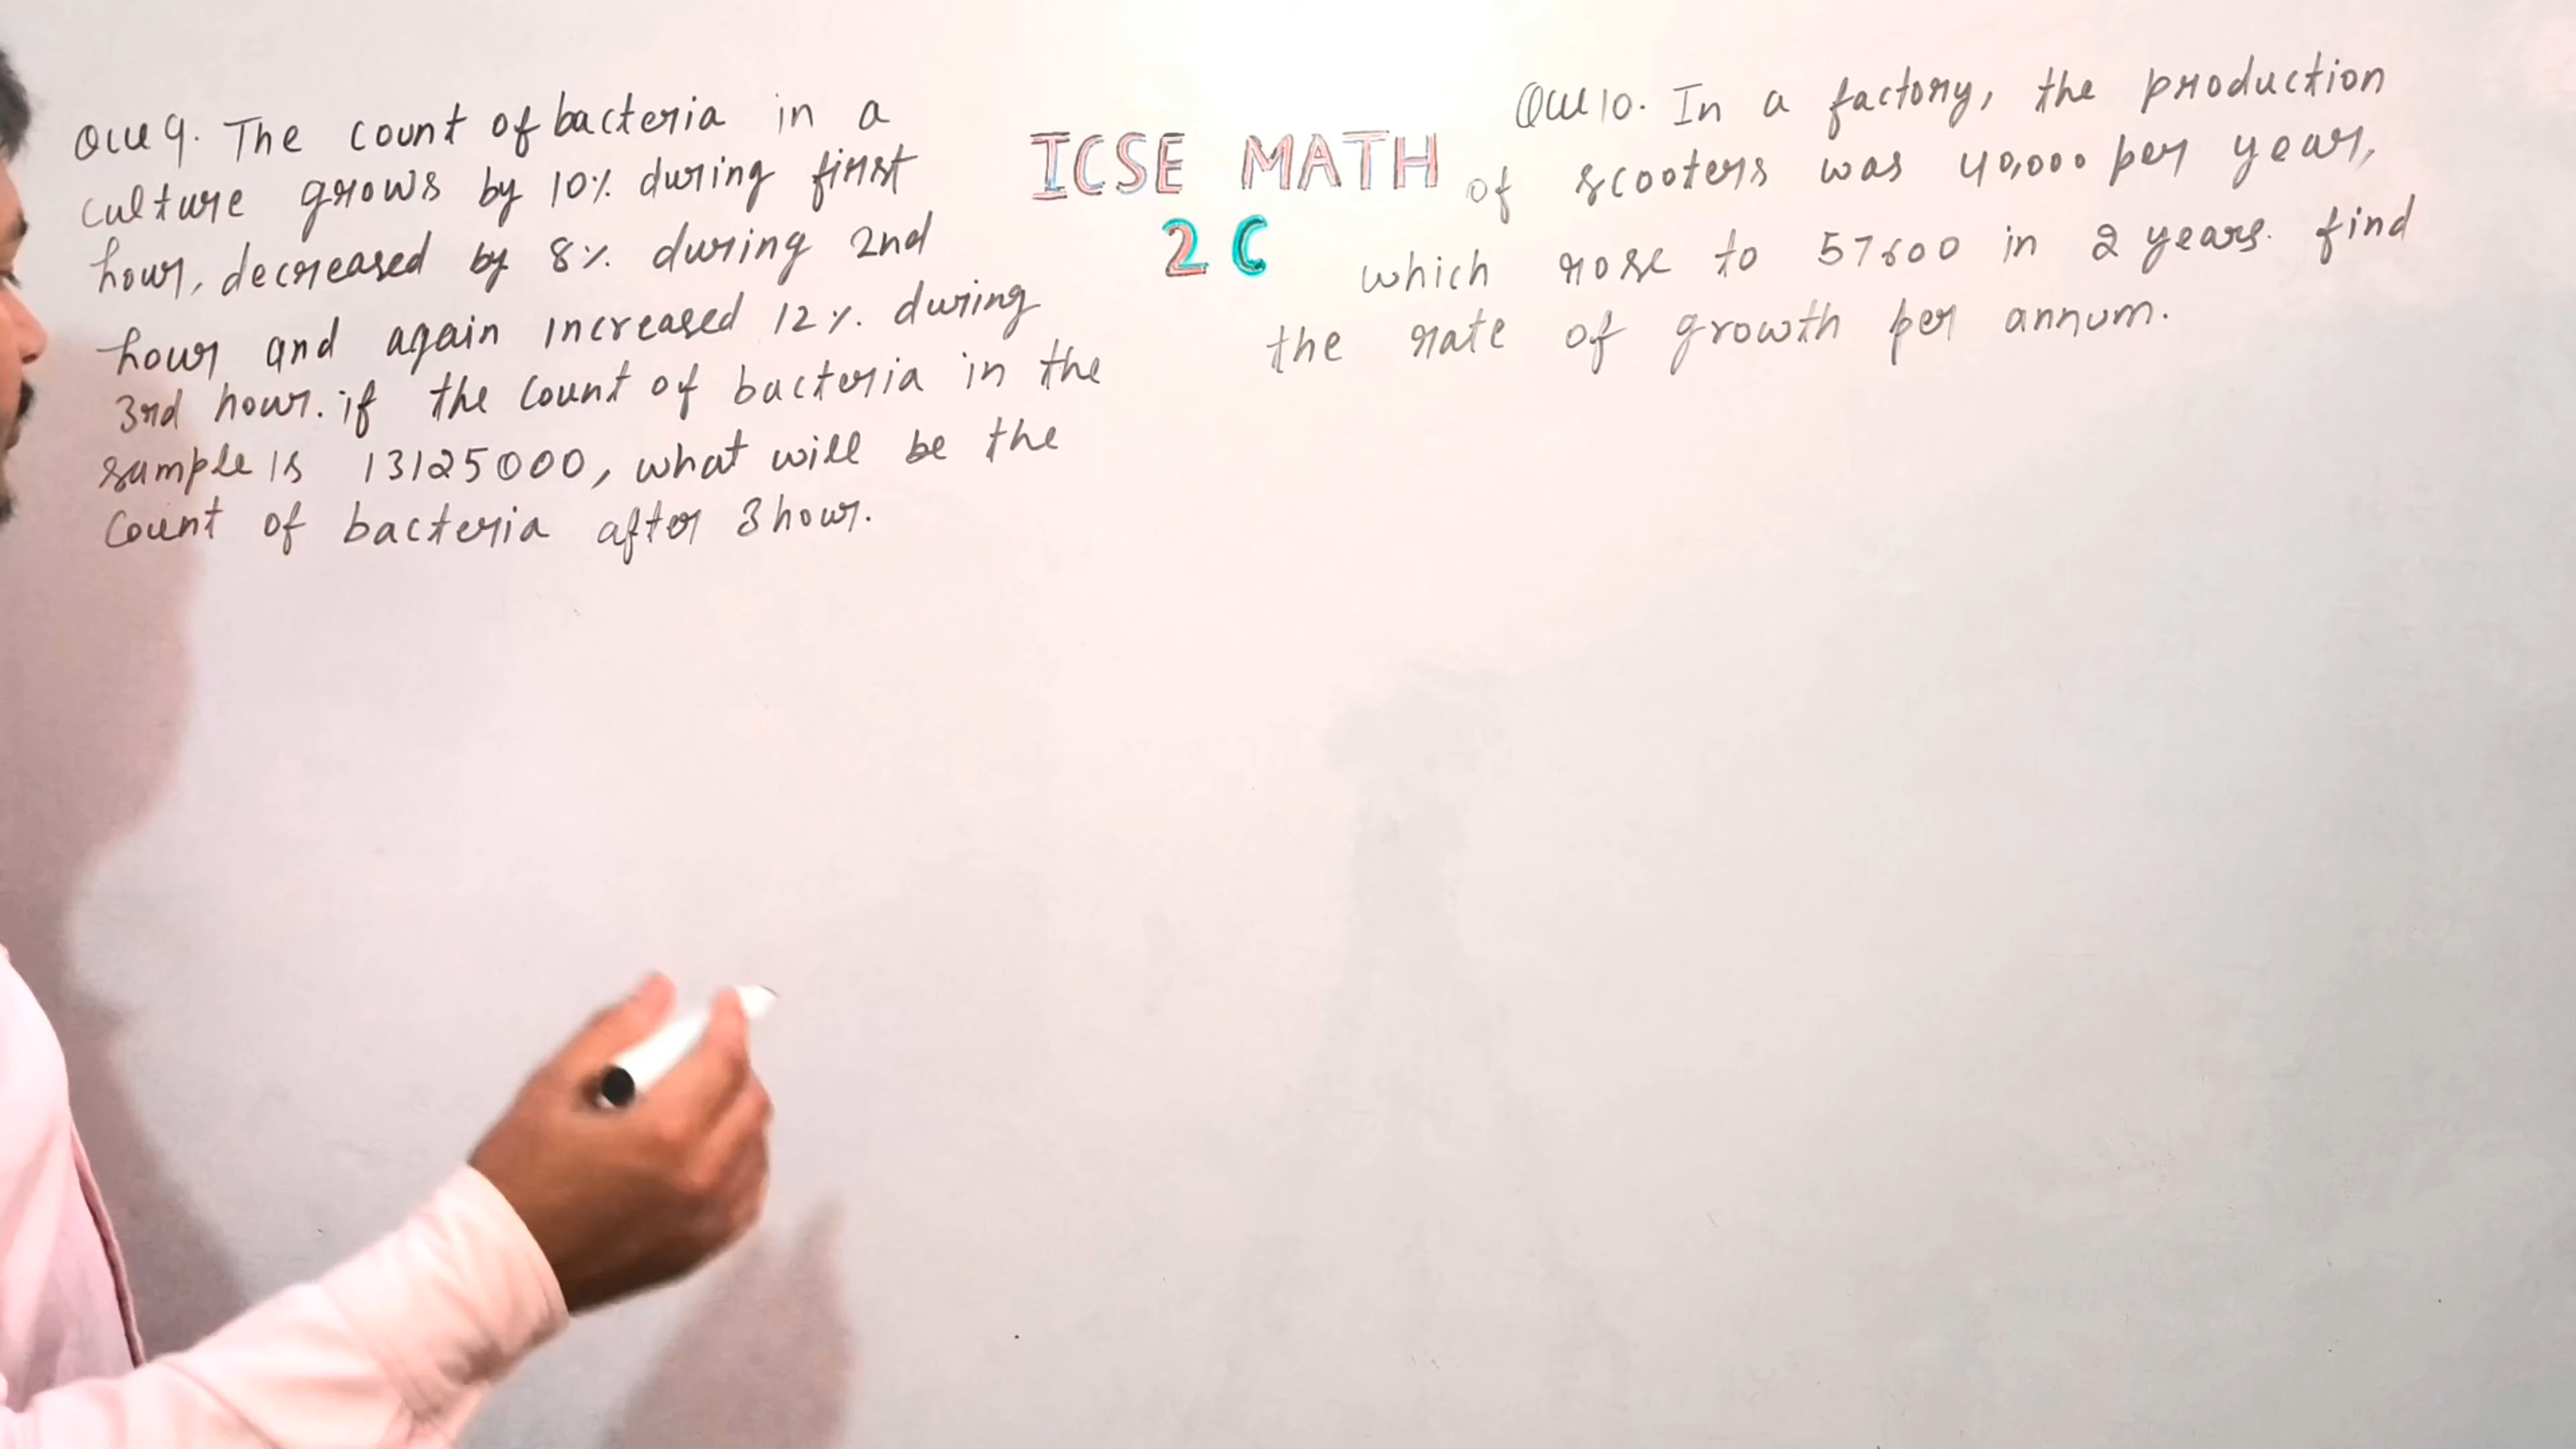 Que 9. The count of bacteria in a
culture grows by 10% during first
hour, decreased by 8% during 2nd
hour and again increased 12% during
3rd hour. if the count of bacteria in the
sample is 13125000, what will be the
count of bacteria after 3 hour.
ICSE MATH
2 C
Que 10. In a factory, the production
of scooters was 40,000 per year,
which rose to 57600 in 2 years. find
the rate of growth per annum.